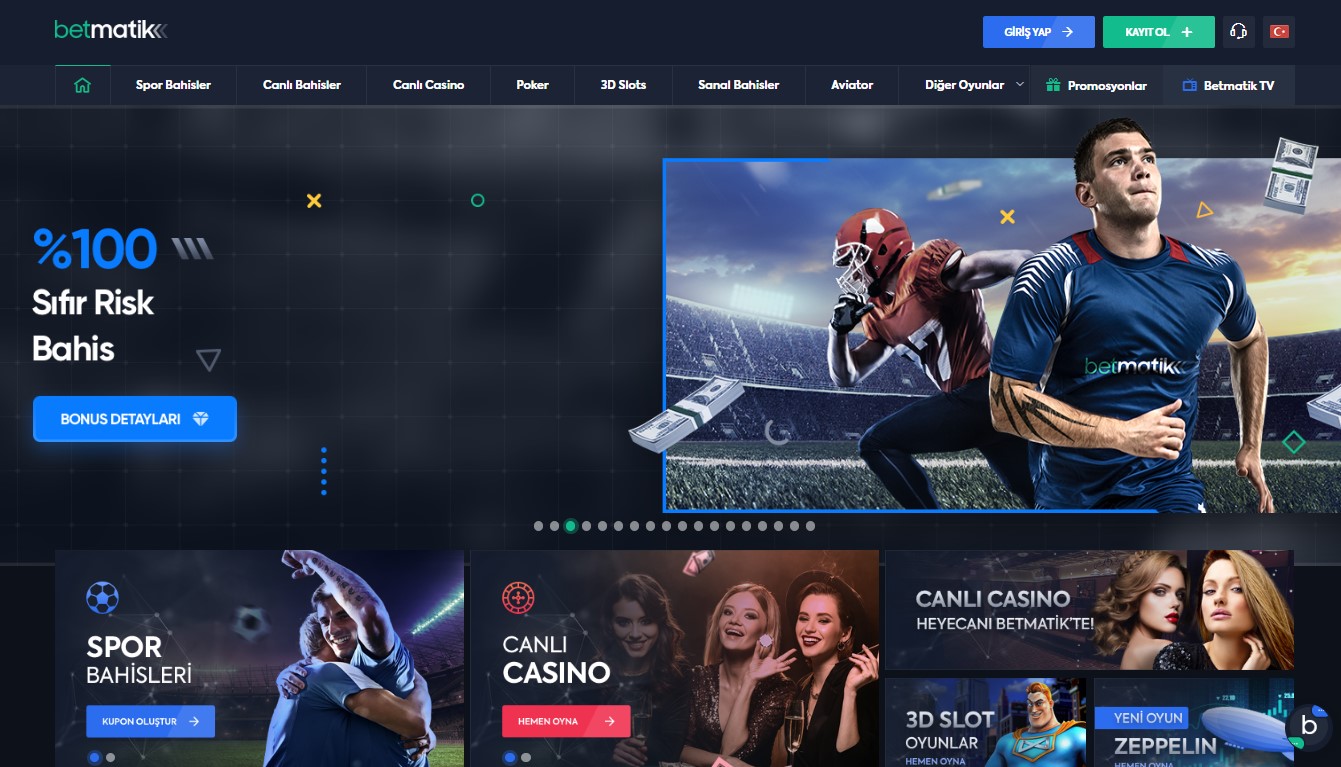 betmatik
GİRİŞ YAP
KAYIT OL
Spor Bahisler
Canlı Bahisler
Canlı Casino
Poker
3D Slots
Sanal Bahisler
Aviator
Diğer Oyunlar
Promosyonlar
Betmatik TV
%100
Sıfır Risk
Bahis
BONUS DETAYLARI
betmatik
SPOR
BAHİSLERİ
KUPON OLUŞTUR
CANLI
CASINO
HEMEN OYNA
CANLI CASINO
HEYECANI BETMATİK'TE!
3D SLOT
OYUNLAR
HEMEN OYNA
YENİ OYUN
ZEPPELIN
HEMEN OYNA
b